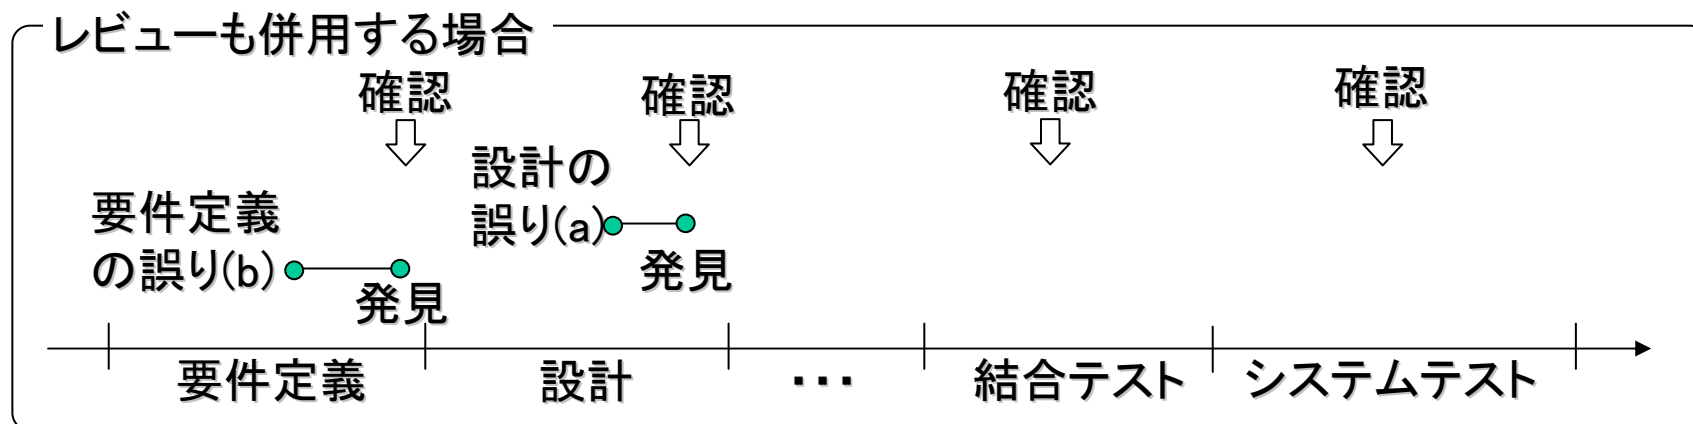 レビューも併用する場合
確認
確認
確認
確認
設計の
誤り(a)
発見
要件定義
の誤り(b)
発見
要件定義
設計
・・・
結合テスト
システムテスト